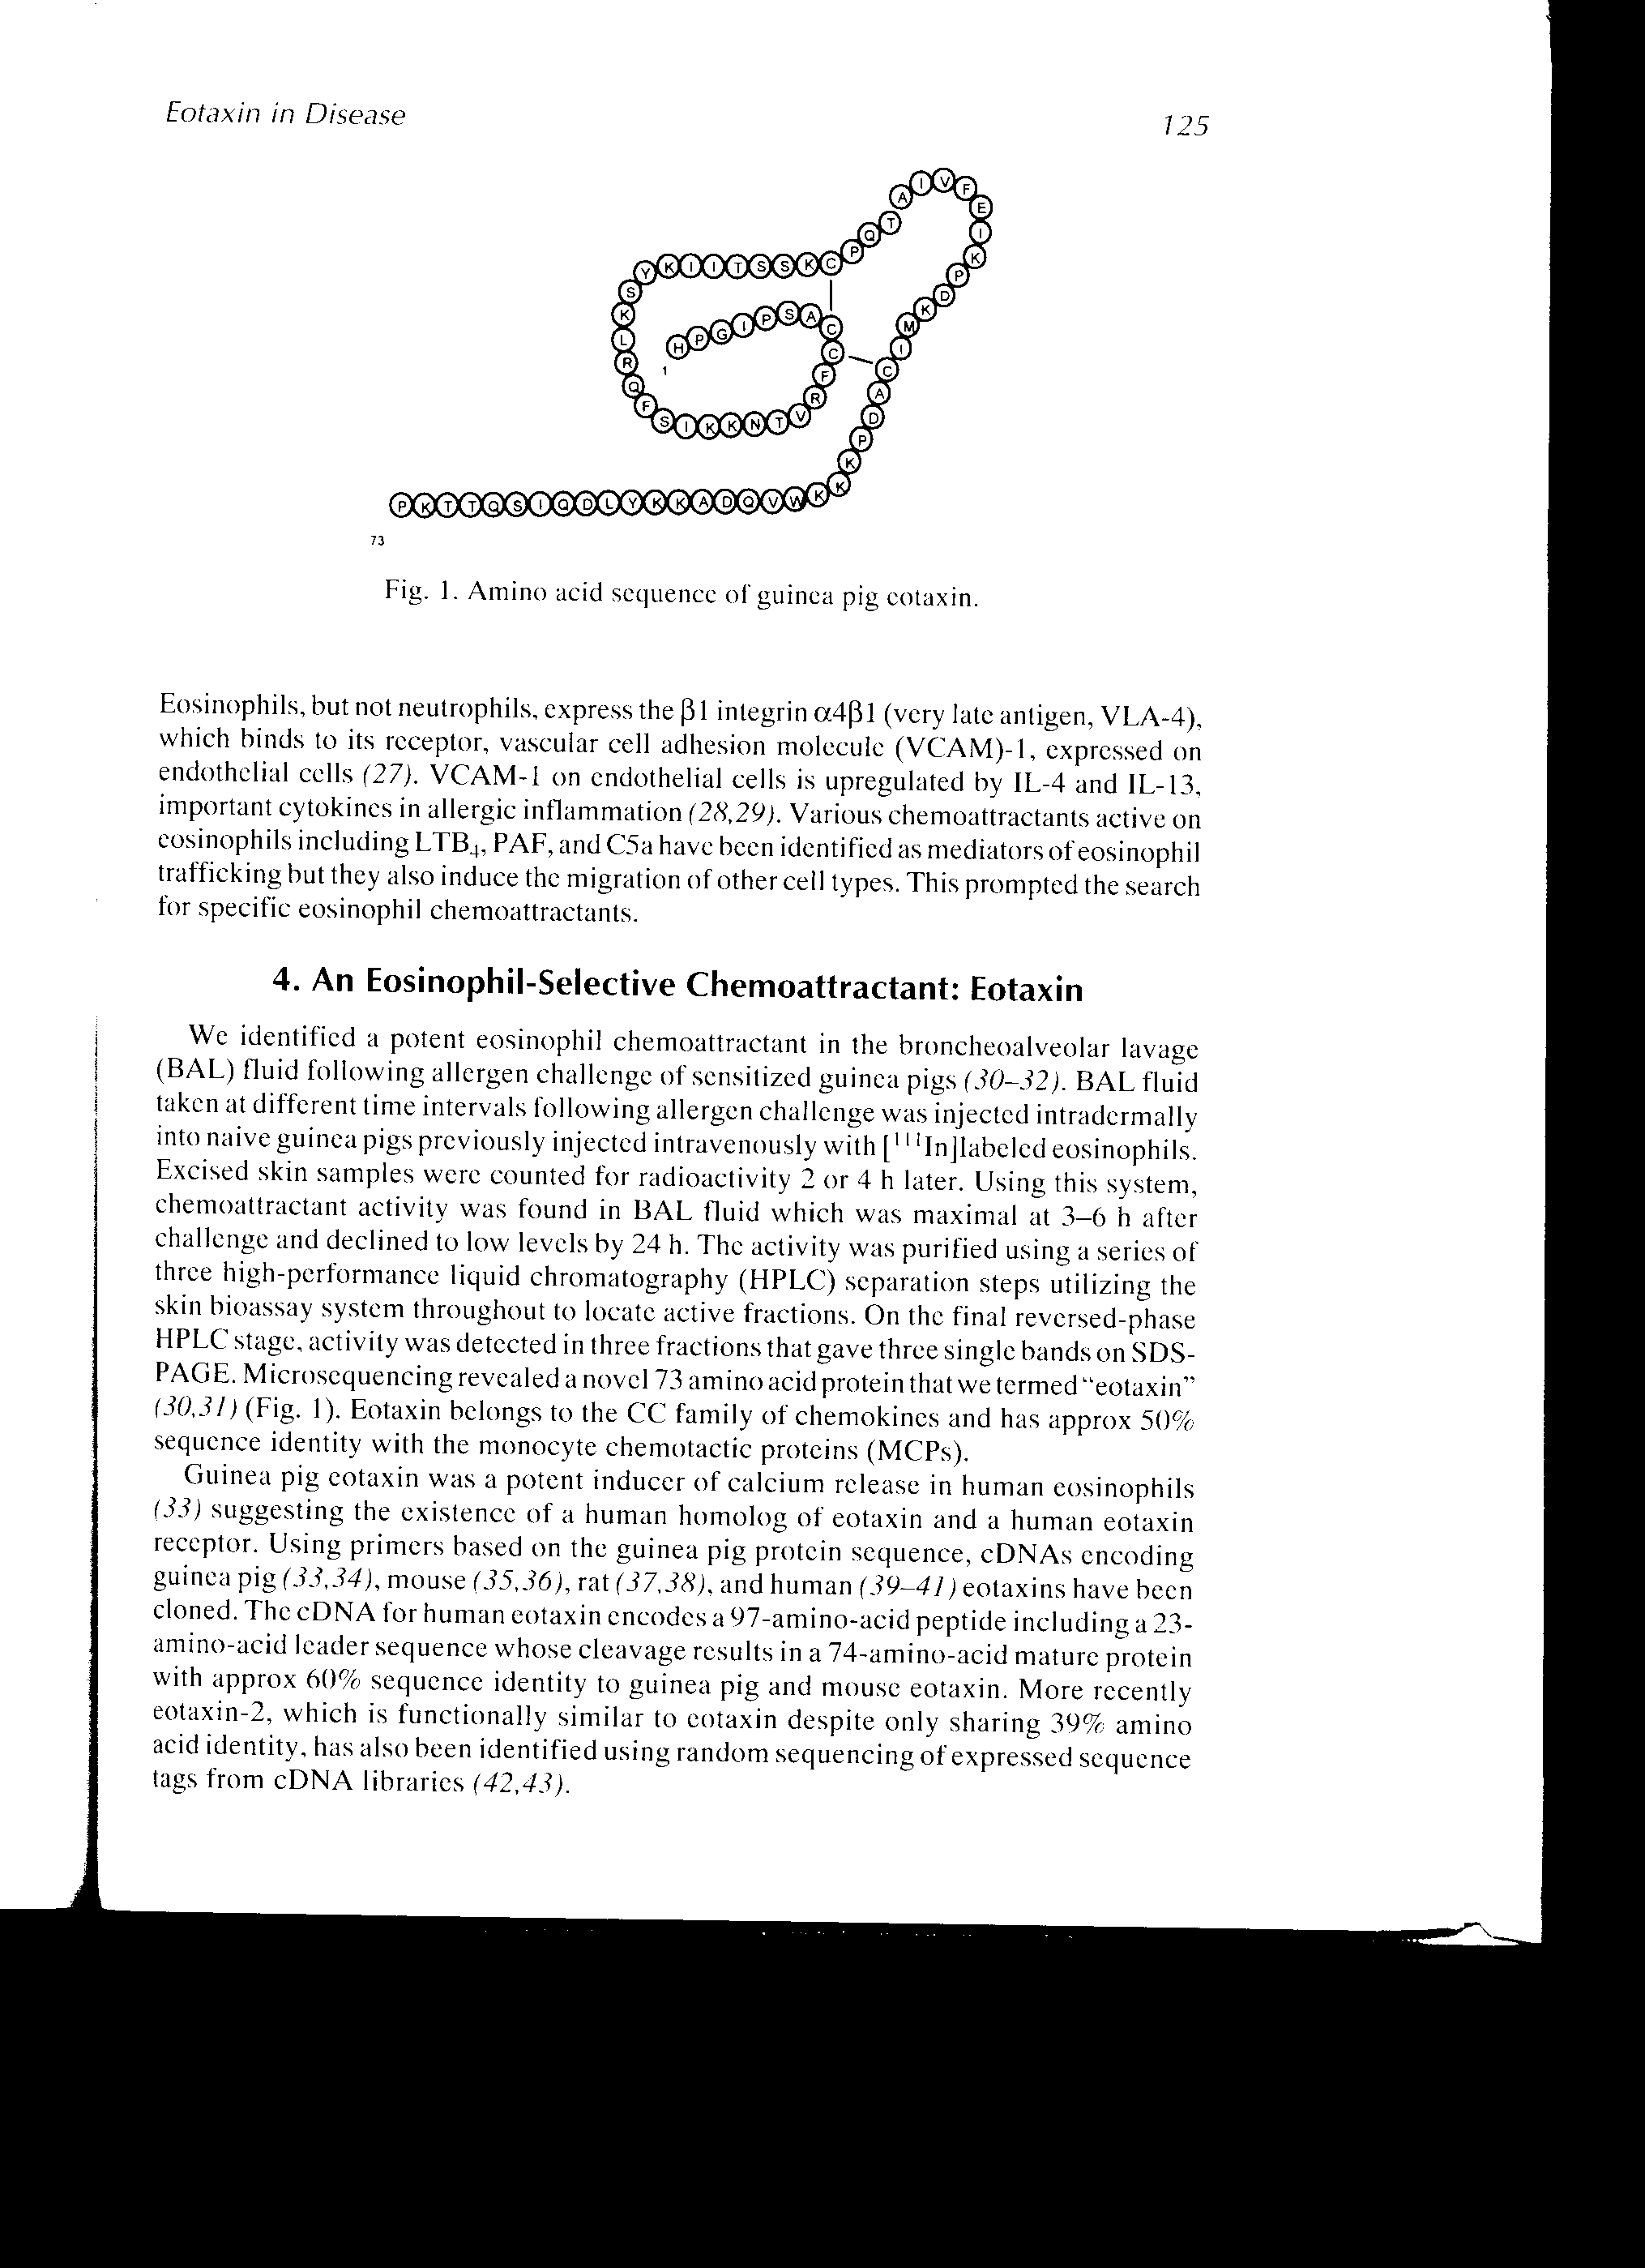 Eotaxin in Disease
125
H P G I P S A C C F R V T N K K I S F Q R L K S Y K I I T S S K C P Q T A I V F E I K P D K M I C A D P K K K W V Q D A K K Y L D Q I S Q T T K P
1
73
Fig. 1. Amino acid sequence of guinea pig eotaxin.
Eosinophils, but not neutrophils, express the β1 integrin α4β1 (very late antigen, VLA-4),
which binds to its receptor, vascular cell adhesion molecule (VCAM)-1, expressed on
endothelial cells (27). VCAM-1 on endothelial cells is upregulated by IL-4 and IL-13,
important cytokines in allergic inflammation (28,29). Various chemoattractants active on
eosinophils including LTB₄, PAF, and C5a have been identified as mediators of eosinophil
trafficking but they also induce the migration of other cell types. This prompted the search
for specific eosinophil chemoattractants.
4. An Eosinophil-Selective Chemoattractant: Eotaxin
We identified a potent eosinophil chemoattractant in the broncheoalveolar lavage
(BAL) fluid following allergen challenge of sensitized guinea pigs (30–32). BAL fluid
taken at different time intervals following allergen challenge was injected intradermally
into naive guinea pigs previously injected intravenously with [¹¹¹In]labeled eosinophils.
Excised skin samples were counted for radioactivity 2 or 4 h later. Using this system,
chemoattractant activity was found in BAL fluid which was maximal at 3–6 h after
challenge and declined to low levels by 24 h. The activity was purified using a series of
three high-performance liquid chromatography (HPLC) separation steps utilizing the
skin bioassay system throughout to locate active fractions. On the final reversed-phase
HPLC stage, activity was detected in three fractions that gave three single bands on SDS-
PAGE. Microsequencing revealed a novel 73 amino acid protein that we termed “eotaxin”
(30,31) (Fig. 1). Eotaxin belongs to the CC family of chemokines and has approx 50%
sequence identity with the monocyte chemotactic proteins (MCPs).
Guinea pig eotaxin was a potent inducer of calcium release in human eosinophils
(33) suggesting the existence of a human homolog of eotaxin and a human eotaxin
receptor. Using primers based on the guinea pig protein sequence, cDNAs encoding
guinea pig (33,34), mouse (35,36), rat (37,38), and human (39–41) eotaxins have been
cloned. The cDNA for human eotaxin encodes a 97-amino-acid peptide including a 23-
amino-acid leader sequence whose cleavage results in a 74-amino-acid mature protein
with approx 60% sequence identity to guinea pig and mouse eotaxin. More recently
eotaxin-2, which is functionally similar to eotaxin despite only sharing 39% amino
acid identity, has also been identified using random sequencing of expressed sequence
tags from cDNA libraries (42,43).